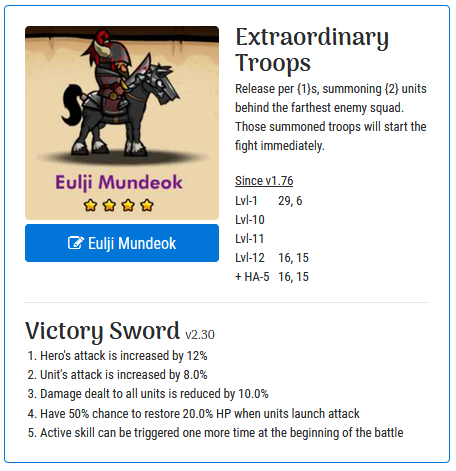 Extraordinary
Troops
Release per {1}s, summoning {2} units
behind the farthest enemy squad.
Those summoned troops will start the
fight immediately.
Since v1.76
Lvl-1 29, 6
Lvl-10
Lvl-11
Lvl-12 16, 15
+ HA-5 16, 15
Eulji Mundeok
Eulji Mundeok
Victory Sword v2.30
1. Hero's attack is increased by 12%
2. Unit's attack is increased by 8.0%
3. Damage dealt to all units is reduced by 10.0%
4. Have 50% chance to restore 20.0% HP when units launch attack
5. Active skill can be triggered one more time at the beginning of the battle